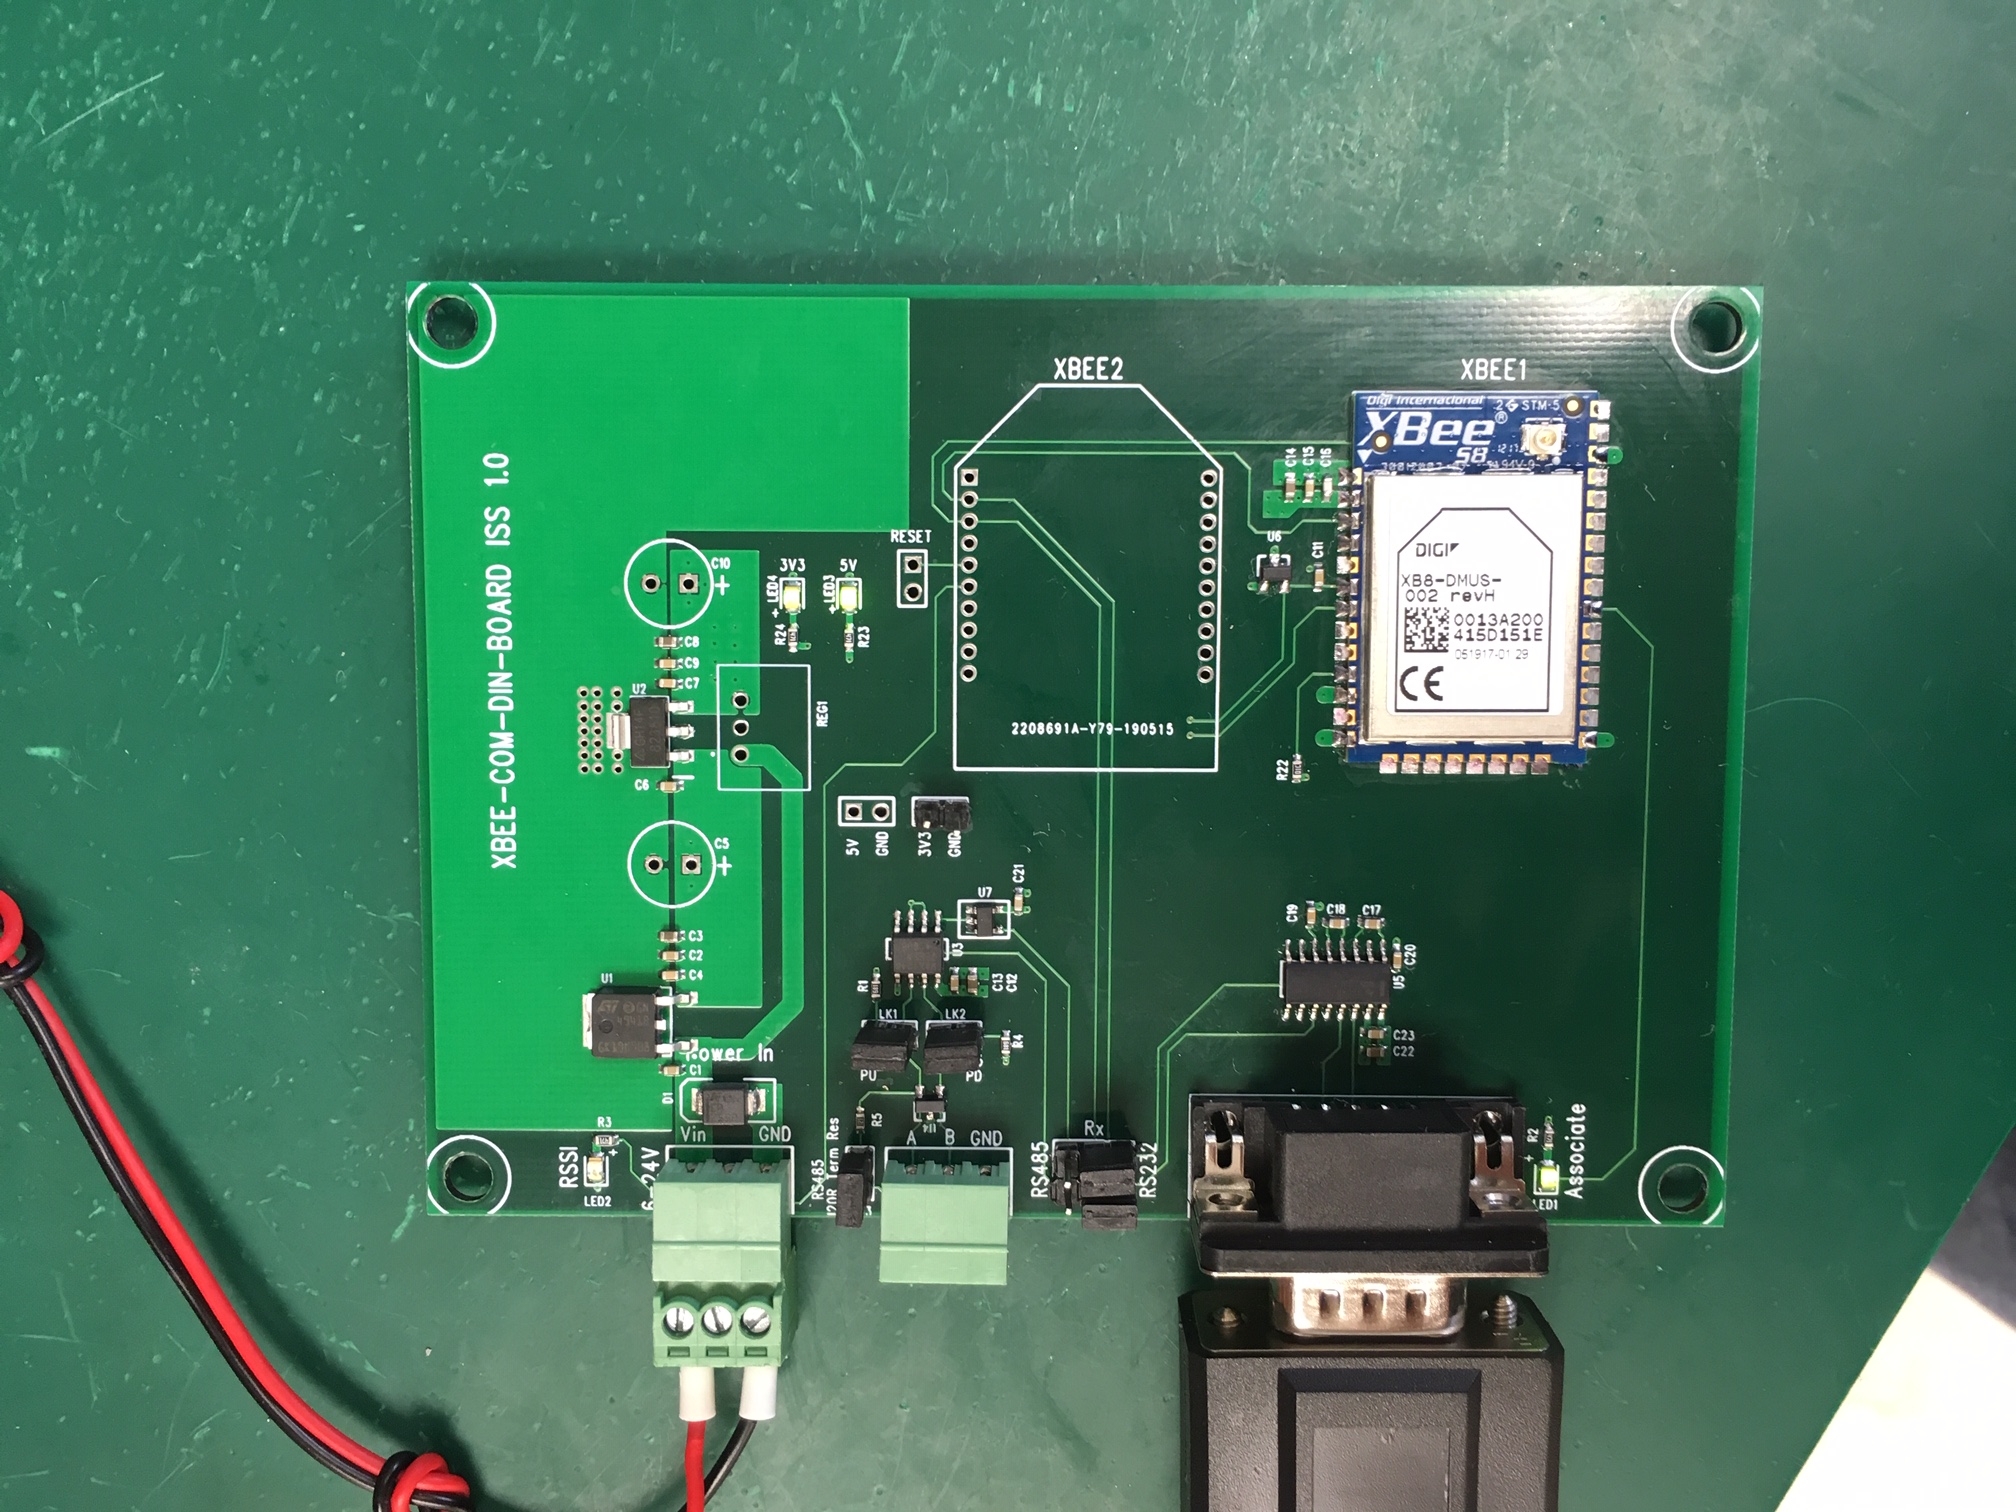 XBEE-COM-DIN-BOARD ISS 1.0
RSSI
LED2
R3
U1
6-24V
Vin
GND
D1
C1
Power In
C4
C2
C3
C5
+
C6
U2
C7
C9
C8
C10
+
REG1
R24
+ LED4
3V3
R23
+ LED3
5V
RS485
120R Term Res
R5
PU
LK1
R1
A
B
GND
PD
LK2
R4
U3
C13
C12
U7
C21
5V
GND
3V3
GND
RESET
RS485
Rx
RS232
XBEE2
2208691A-Y79-190515
U5
C19
C18
C17
C20
C22
C23
R22
U6
C11
C14
C15
C16
XBEE1
DIGI
XB8-DMUS-
002 revH
0013A200
415D151E
CE
Digi International
XBee
S8
R2
Associate